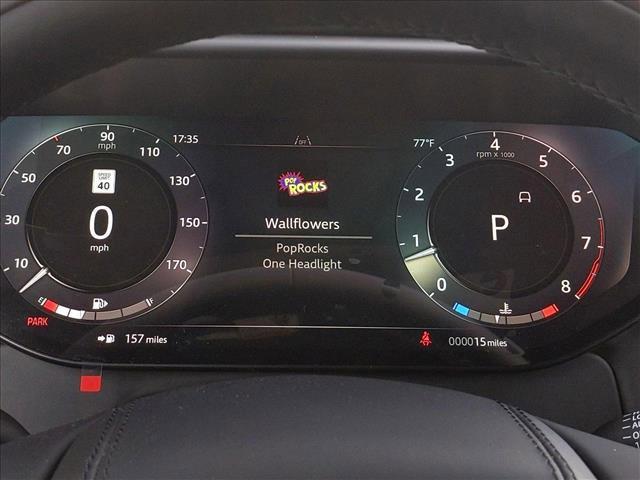 90
mph
70
110
50
130
30
150
10
170
17:35
SPEED
LIMIT
40
0
mph
E
F
PARK
157 miles
OFF
POP
ROCKS
Wallflowers
PopRocks
One Headlight
77°F
4
rpm x 1000
3
5
2
6
1
7
0
8
P
000015 miles